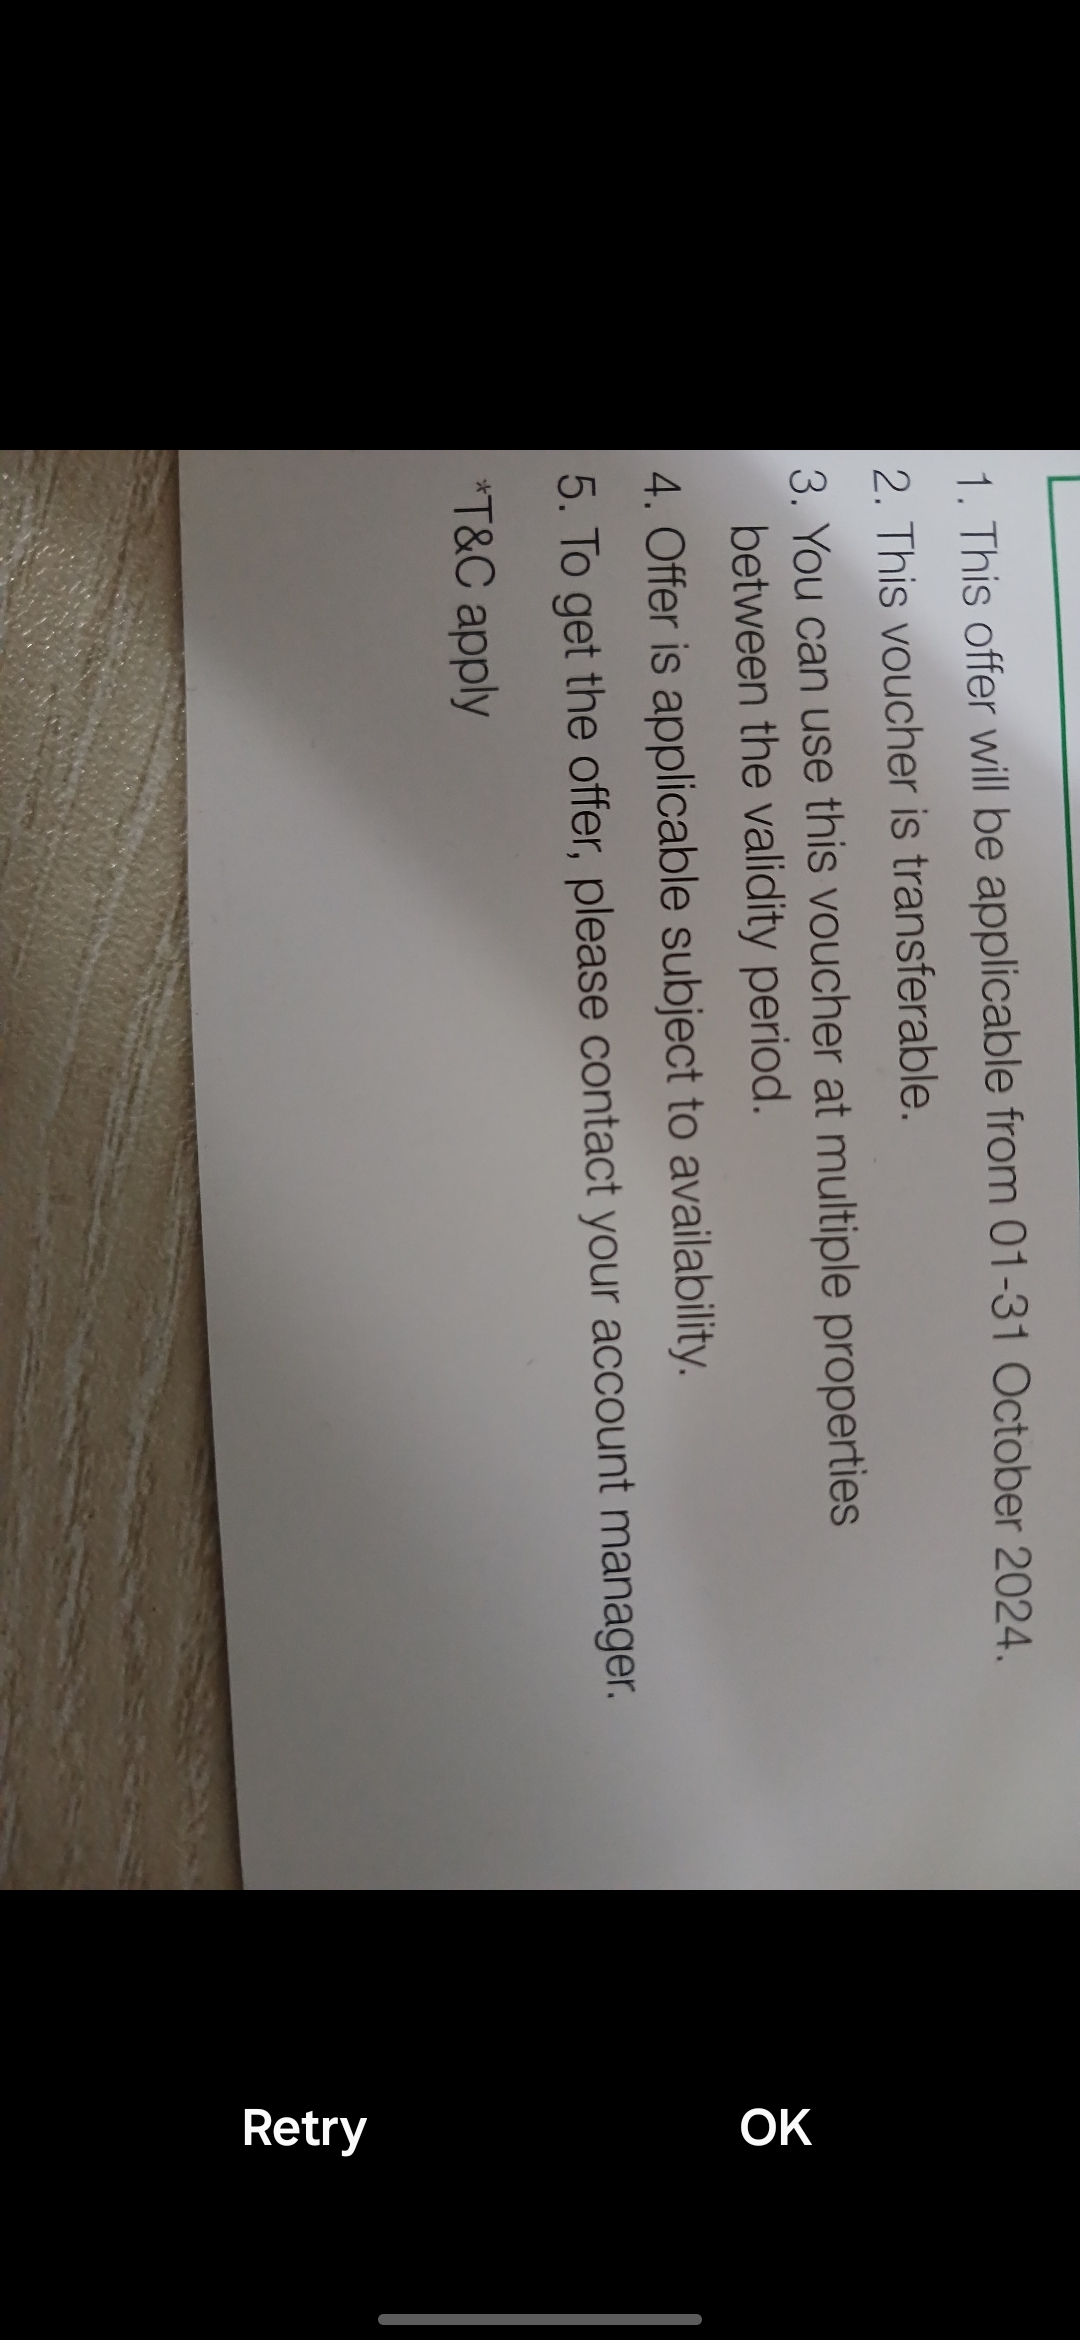 1. This offer will be applicable from 01-31 October 2024.
2. This voucher is transferable.
3. You can use this voucher at multiple properties
between the validity period.
4. Offer is applicable subject to availability.
5. To get the offer, please contact your account manager.
*T&C apply
Retry
OK